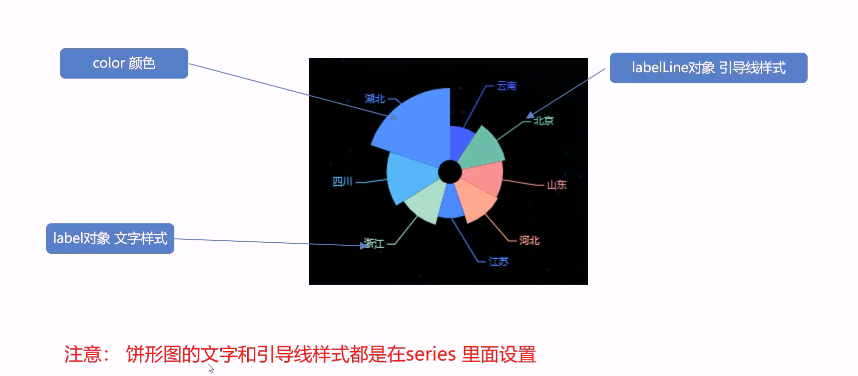 color 颜色
labelLine对象 引导线样式
湖北
云南
北京
四川
山东
label对象 文字样式
浙江
河北
江苏
注意： 饼形图的文字和引导线样式都是在series 里面设置